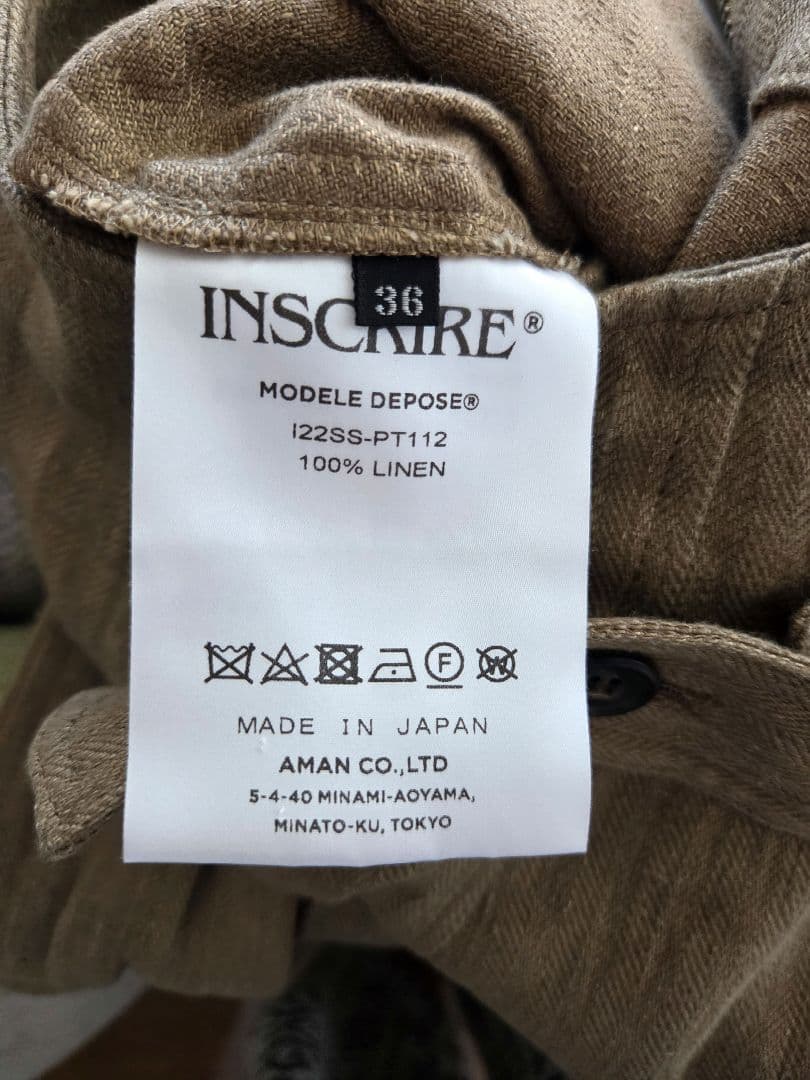 36
INSCRIRE®
MODELE DEPOSE®
I22SS-PT112
100% LINEN
F W
MADE IN JAPAN
AMAN CO.,LTD
5-4-40 MINAMI-AOYAMA,
MINATO-KU, TOKYO